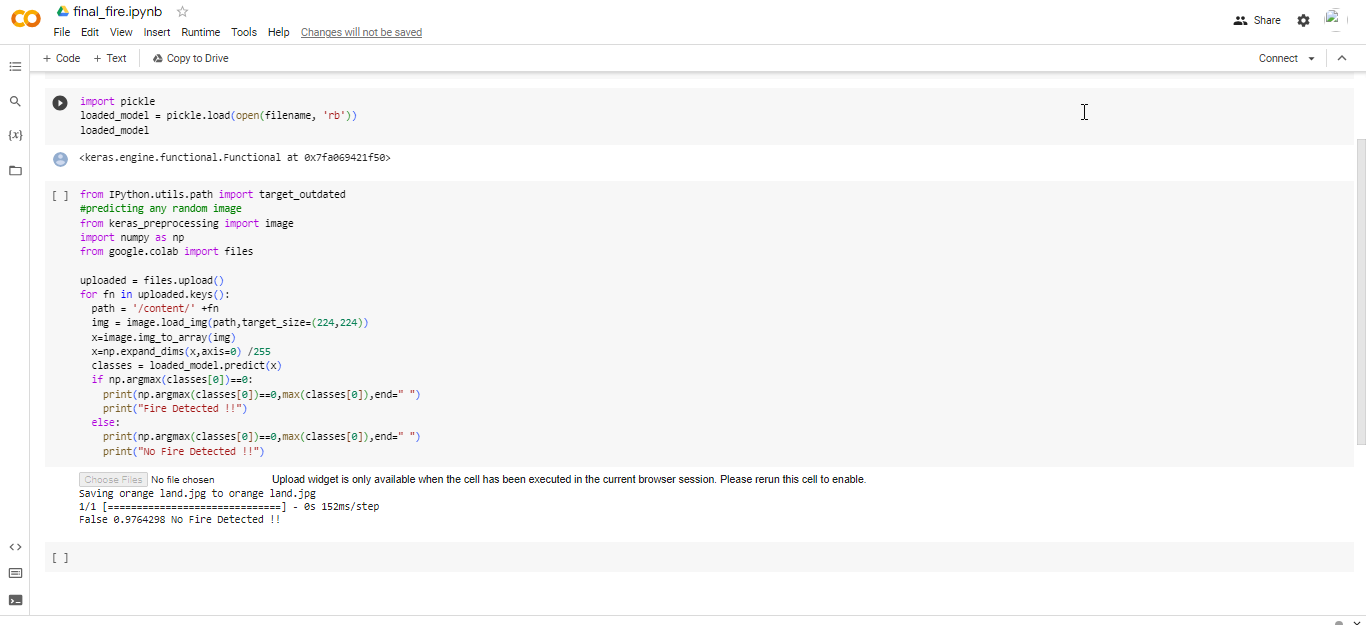 final_fire.ipynb
File Edit View Insert Runtime Tools Help Changes will not be saved
Share
+ Code + Text Copy to Drive
Connect
{x}
import pickle
loaded_model = pickle.load(open(filename, 'rb'))
loaded_model
<keras.engine.functional.Functional at 0x7fa069421f50>
[ ] from IPython.utils.path import target_outdated
#predicting any random image
from keras_preprocessing import image
import numpy as np
from google.colab import files
uploaded = files.upload()
for fn in uploaded.keys():
path = '/content/' +fn
img = image.load_img(path,target_size=(224,224))
x=image.img_to_array(img)
x=np.expand_dims(x,axis=0) /255
classes = loaded_model.predict(x)
if np.argmax(classes[0])==0:
print(np.argmax(classes[0])==0,max(classes[0]),end=" ")
print("Fire Detected !!")
else:
print(np.argmax(classes[0])==0,max(classes[0]),end=" ")
print("No Fire Detected !!")
Choose Files No file chosen Upload widget is only available when the cell has been executed in the current browser session. Please rerun this cell to enable.
Saving orange land.jpg to orange land.jpg
1/1 [==============================] - 0s 152ms/step
False 0.9764298 No Fire Detected !!
[ ]